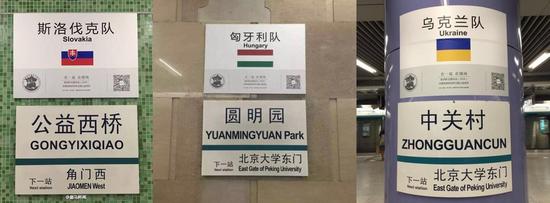 斯洛伐克队
Slovakia
公益西桥
GONGYIXIQIAO
下一站
Next station
角门西
JIAOMEN West
匈牙利队
Hungary
圆明园
YUANMINGYUAN Park
下一站
Next station
北京大学东门
East Gate of Peking University
乌克兰队
Ukraine
中关村
ZHONGGUANCUN
下一站
Next station
北京大学东门
East Gate of Peking University